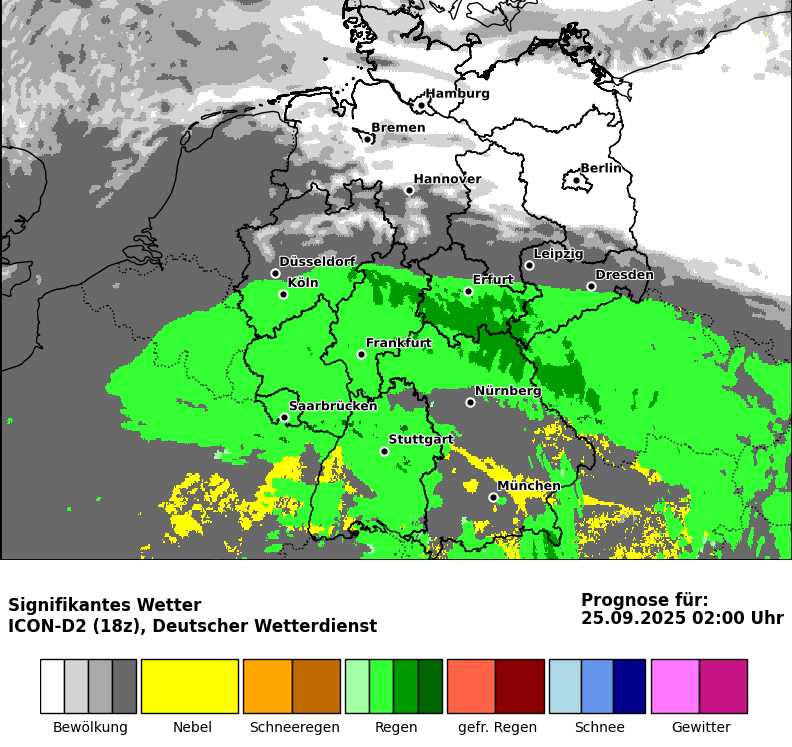 Hamburg
Bremen
Berlin
Hannover
Leipzig
Düsseldorf
Dresden
Köln
Erfurt
Frankfurt
Nürnberg
Saarbrücken
Stuttgart
München
Signifikantes Wetter
ICON-D2 (18z), Deutscher Wetterdienst
Prognose für:
25.09.2025 02:00 Uhr
Bewölkung Nebel Schneeregen Regen gefr. Regen Schnee Gewitter